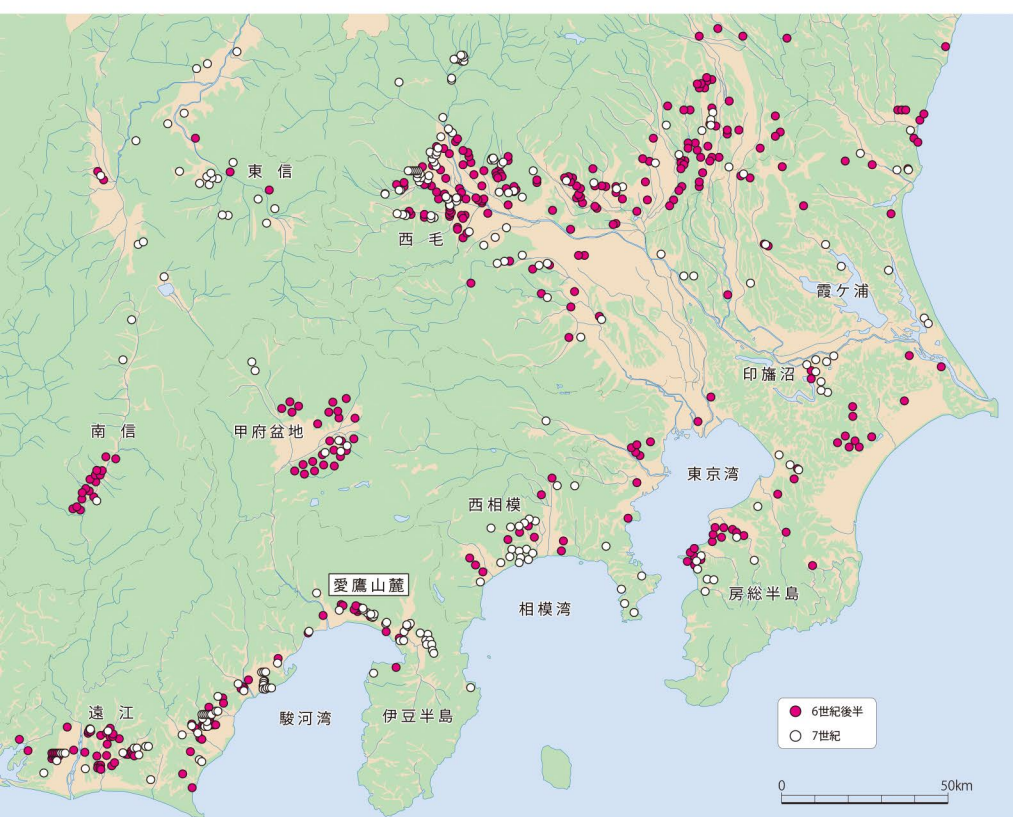 東信
西毛
霞ケ浦
印旛沼
南信
甲府盆地
東京湾
西相模
愛鷹山麓
房総半島
相模湾
遠江
駿河湾
伊豆半島
6世紀後半
7世紀
0 50km